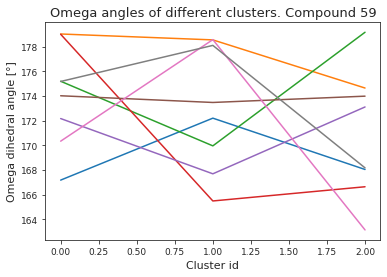 Omega angles of different clusters. Compound 59
178
176
174
172
170
168
166
164
Omega dihedral angle [°]
0.00 0.25 0.50 0.75 1.00 1.25 1.50 1.75 2.00
Cluster id